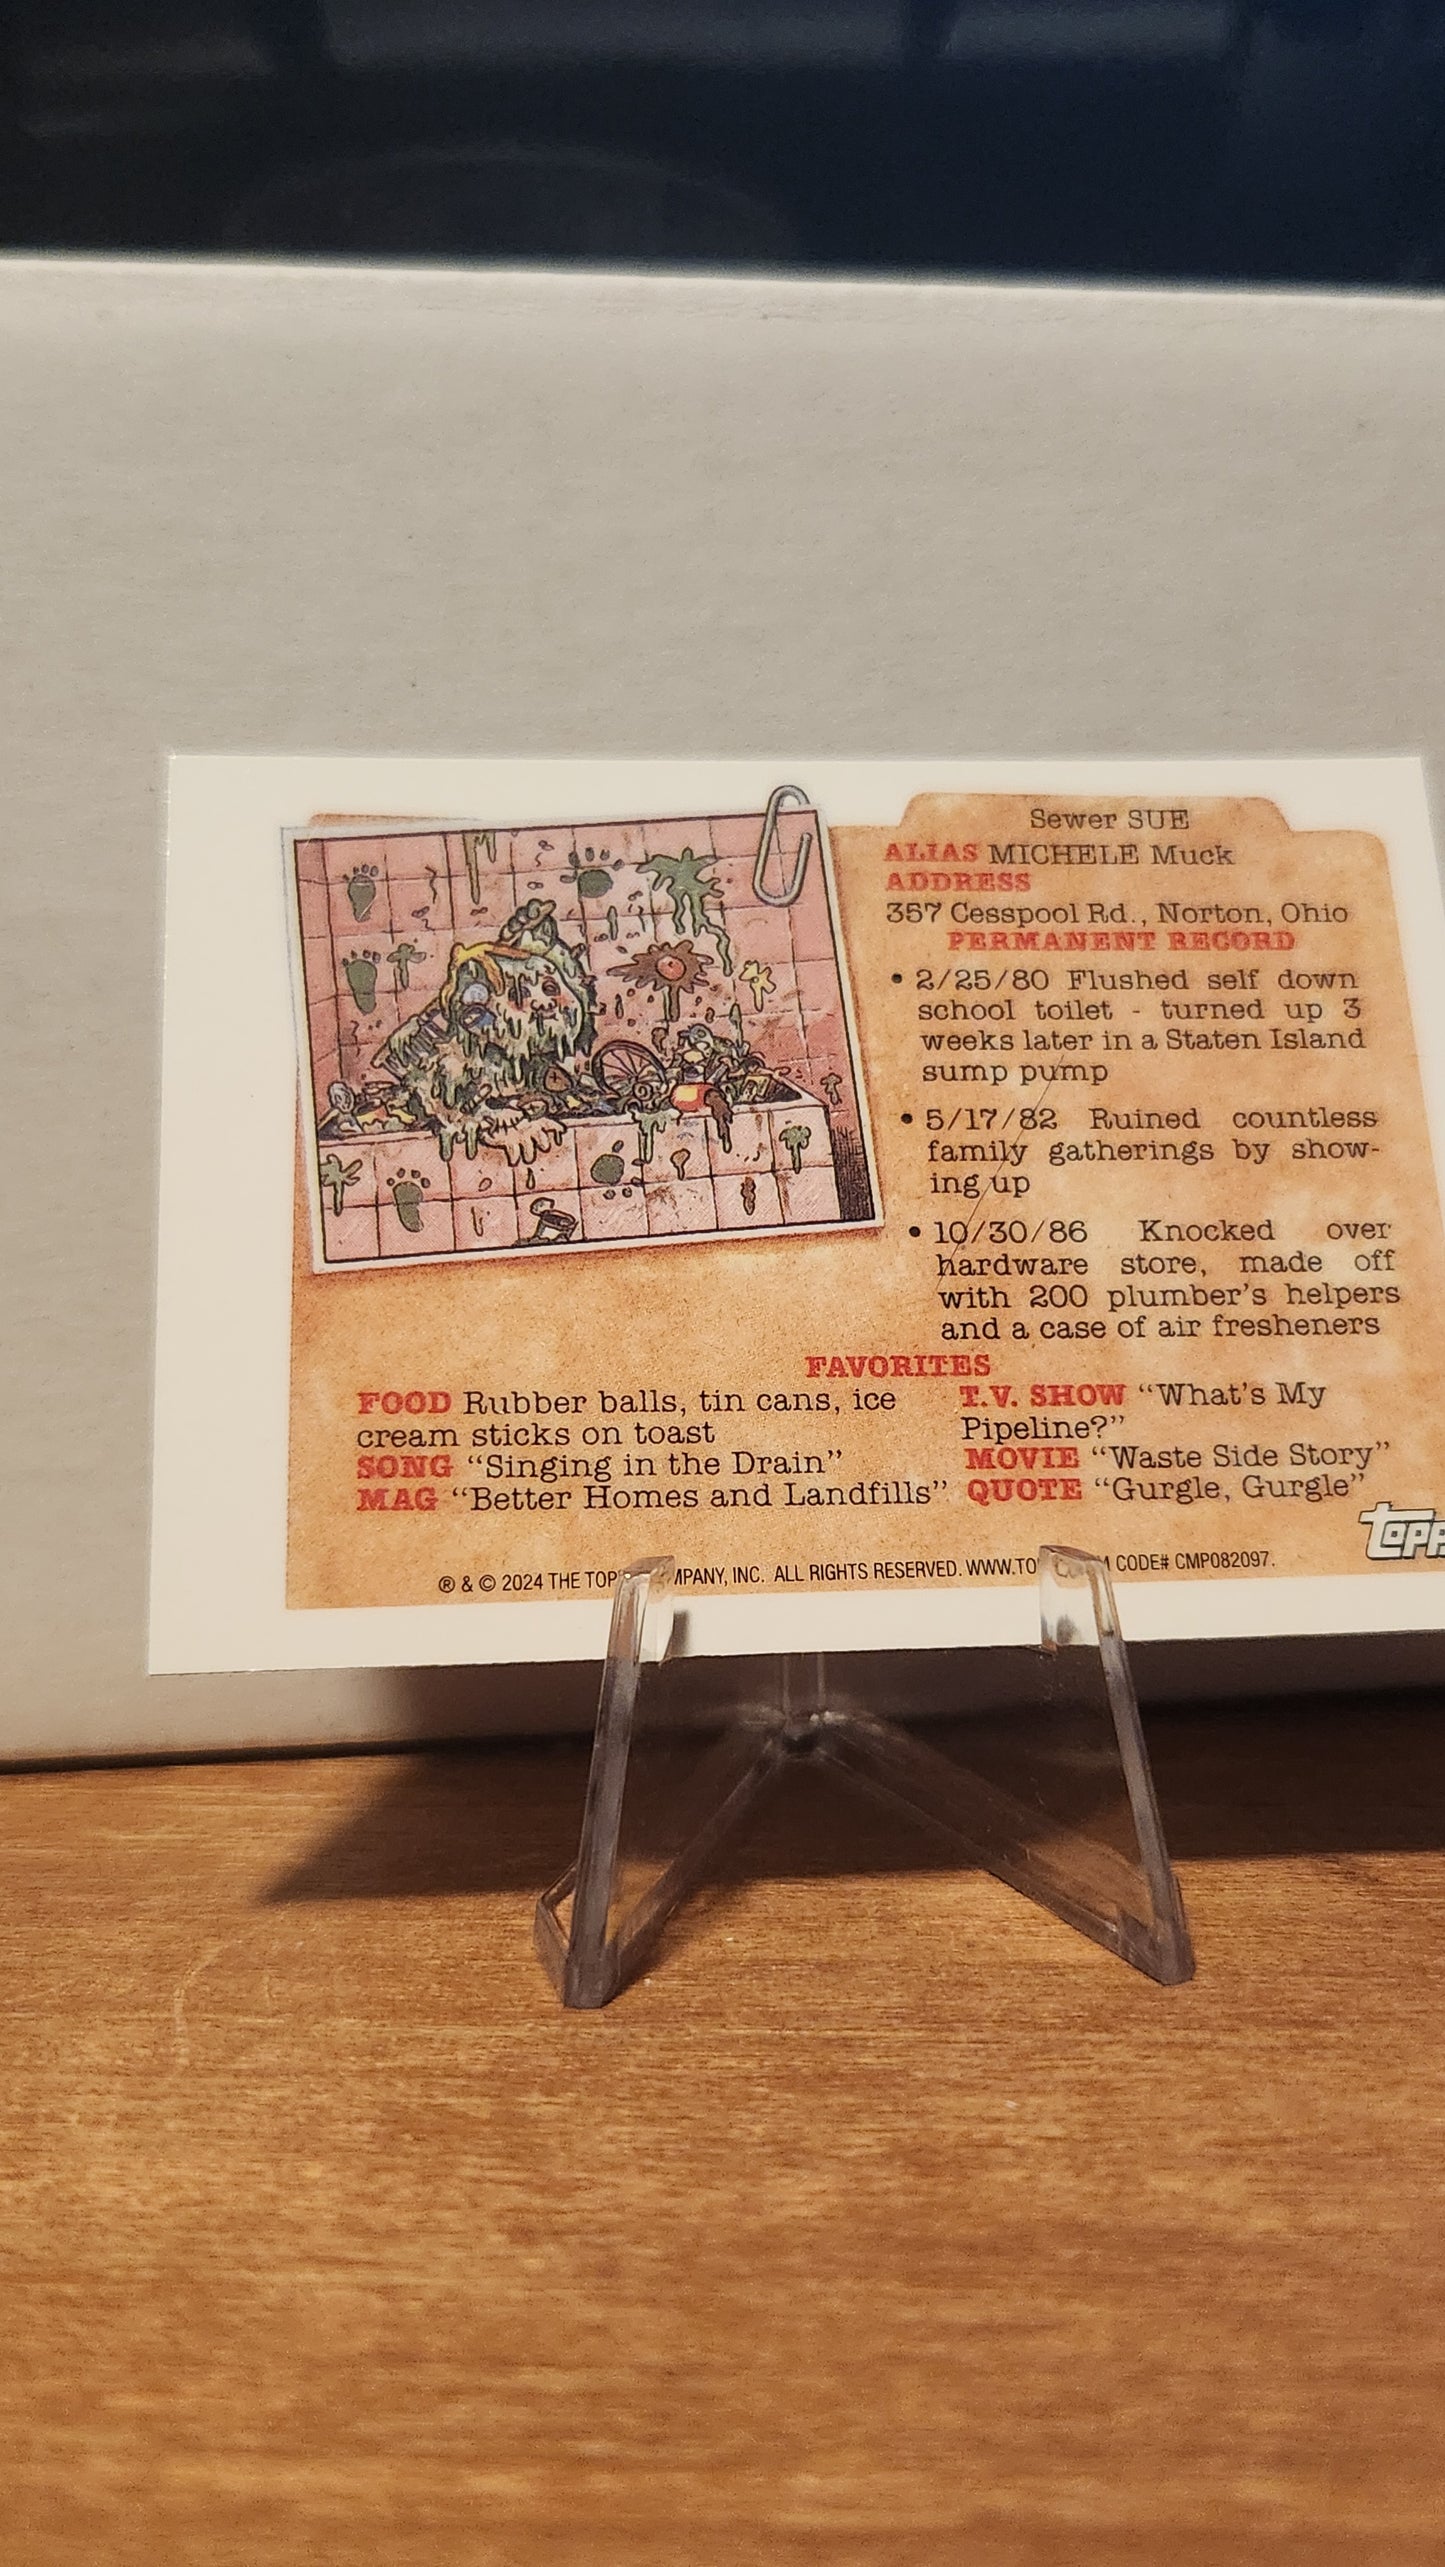 Sewer SUE
ALIAS MICHELE Muck
ADDRESS
357 Cesspool Rd., Norton, Ohio
PERMANENT RECORD
• 2/25/80 Flushed self down
school toilet - turned up 3
weeks later in a Staten Island
sump pump
• 5/17/82 Ruined countless
family gatherings by show-
ing up
• 10/30/86 Knocked over
hardware store, made off
with 200 plumber's helpers
and a case of air fresheners
FAVORITES
FOOD Rubber balls, tin cans, ice
cream sticks on toast
SONG "Singing in the Drain"
MAG "Better Homes and Landfills"
T.V. SHOW "What's My
Pipeline?"
MOVIE "Waste Side Story"
QUOTE "Gurgle, Gurgle"
® & © 2024 THE COMPANY, INC. ALL RIGHTS RESERVED. CODE# CMP082097.